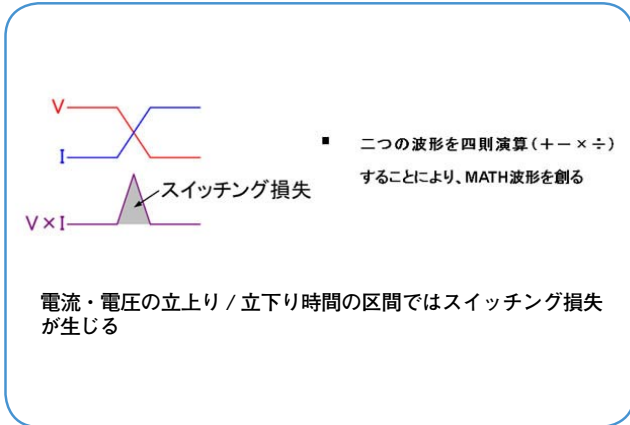 V
I
スイッチング損失
V×I
■ 二つの波形を四則演算(+－×÷)
することにより、MATH波形を創る
電流・電圧の立上り / 立下り時間の区間ではスイッチング損失
が生じる